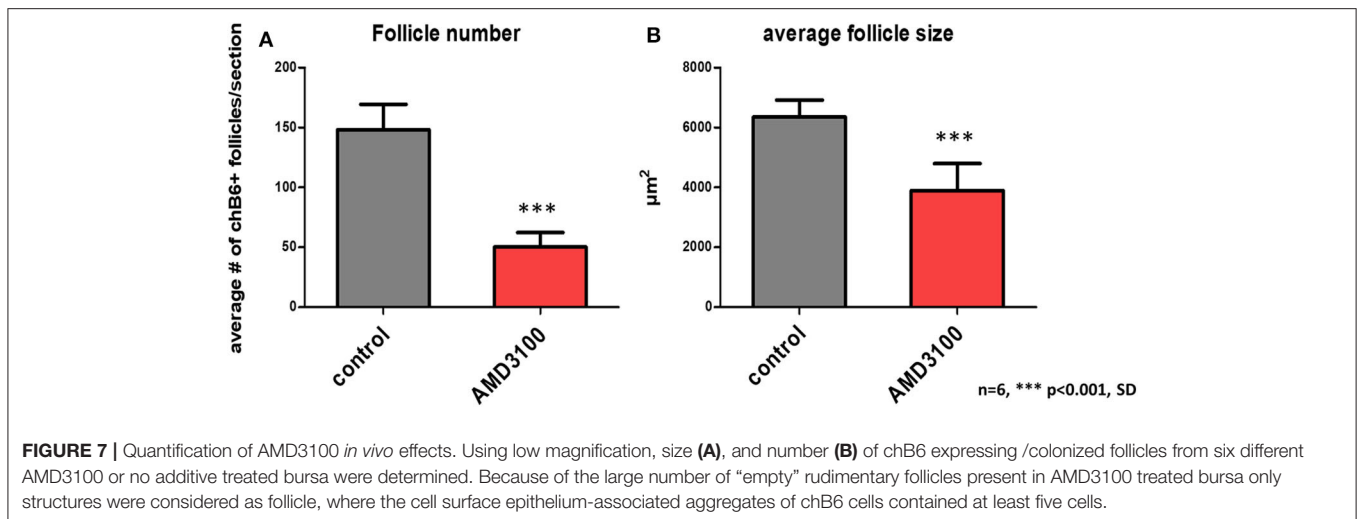 A
Follicle number
average # of chB6+ follicles/section
200
150
100
50
0
***
control
AMD3100
B
average follicle size
µm²
8000
6000
4000
2000
0
***
control
AMD3100
n=6, *** p<0.001, SD
FIGURE 7 | Quantification of AMD3100 in vivo effects. Using low magnification, size (A), and number (B) of chB6 expressing /colonized follicles from six different
AMD3100 or no additive treated bursa were determined. Because of the large number of “empty” rudimentary follicles present in AMD3100 treated bursa only
structures were considered as follicle, where the cell surface epithelium-associated aggregates of chB6 cells contained at least five cells.